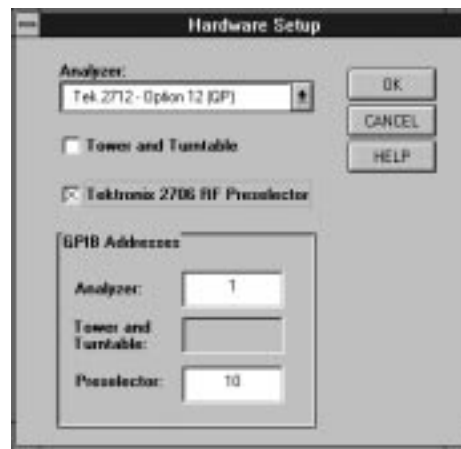 Hardware Setup
Analyzer:
Tek 2712 - Option 12 (QP)
OK
CANCEL
HELP
Tower and Turntable
Tektronix 2706 RF Preselector
GPIB Addresses
Analyzer: 1
Tower and
Turntable:
Preselector: 10